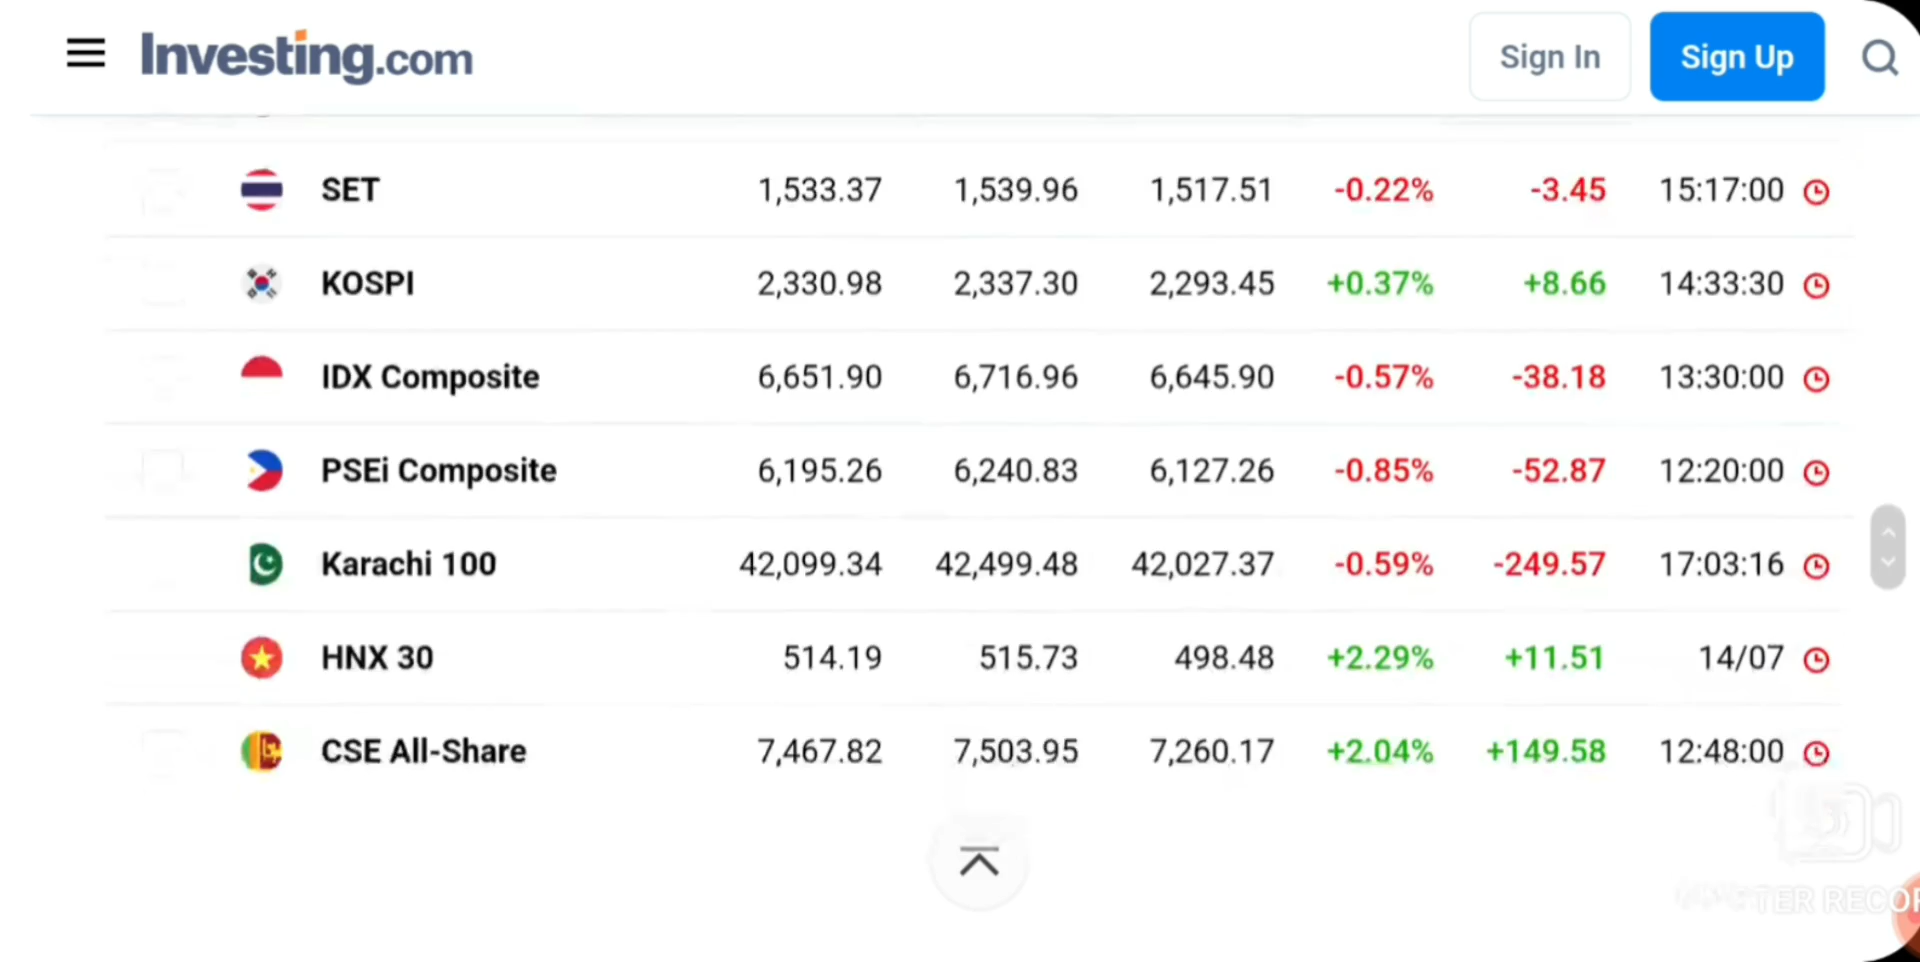 Investing.com Sign In Sign Up
SET 1,533.37 1,539.96 1,517.51 -0.22% -3.45 15:17:00
KOSPI 2,330.98 2,337.30 2,293.45 +0.37% +8.66 14:33:30
IDX Composite 6,651.90 6,716.96 6,645.90 -0.57% -38.18 13:30:00
PSEi Composite 6,195.26 6,240.83 6,127.26 -0.85% -52.87 12:20:00
Karachi 100 42,099.34 42,499.48 42,027.37 -0.59% -249.57 17:03:16
HNX 30 514.19 515.73 498.48 +2.29% +11.51 14/07
CSE All-Share 7,467.82 7,503.95 7,260.17 +2.04% +149.58 12:48:00